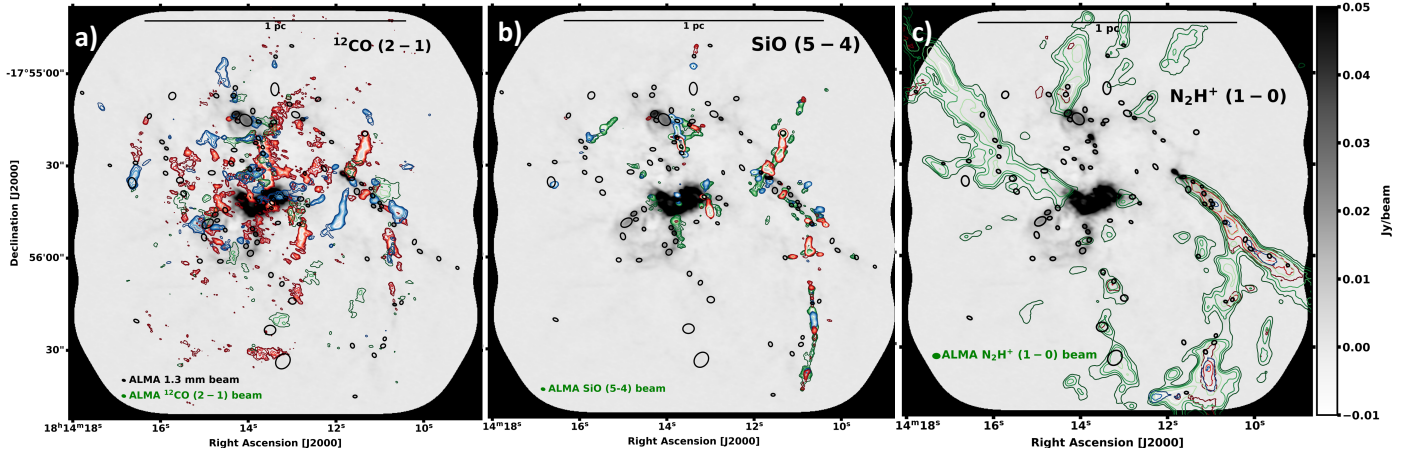 a)
1 pc
¹²CO (2 − 1)
-17°55'00"
30"
56'00"
30"
Declination [J2000]
ALMA 1.3 mm beam
ALMA ¹²CO (2 − 1) beam
18ʰ14ᵐ18ˢ
16ˢ
14ˢ
12ˢ
10ˢ
Right Ascension [J2000]
b)
1 pc
SiO (5 − 4)
ALMA SiO (5-4) beam
14ᵐ18ˢ
16ˢ
14ˢ
12ˢ
10ˢ
Right Ascension [J2000]
c)
1 pc
N₂H⁺ (1 − 0)
ALMA N₂H⁺ (1 − 0) beam
14ᵐ18ˢ
16ˢ
14ˢ
12ˢ
10ˢ
Right Ascension [J2000]
0.05
0.04
0.03
0.02
0.01
0.00
−0.01
Jy/beam